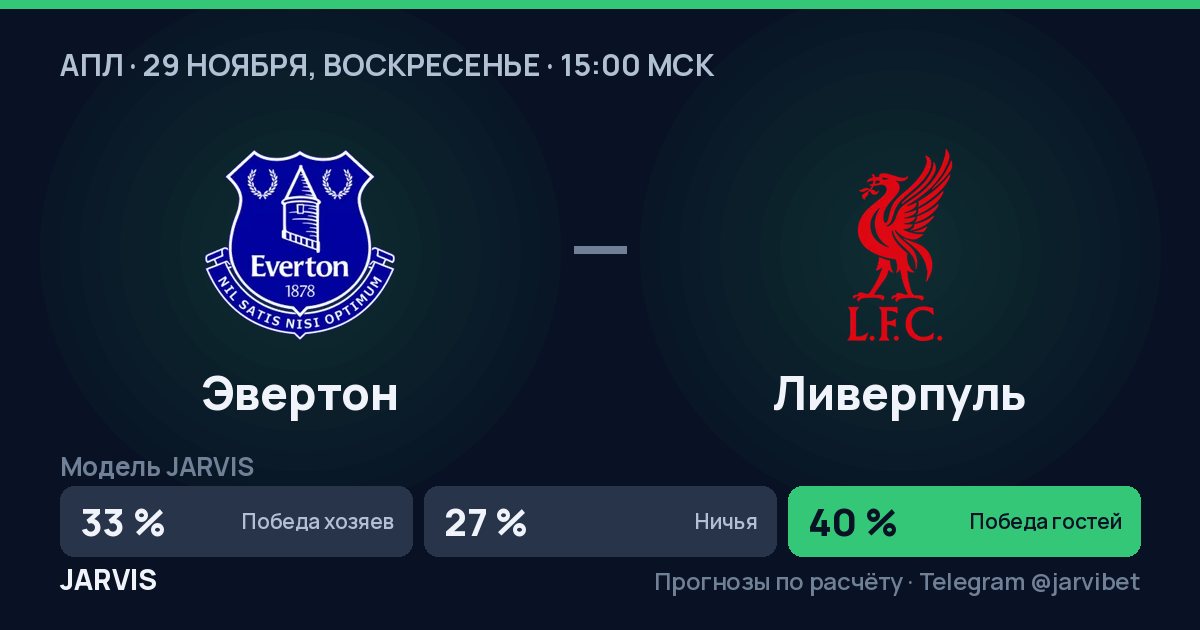 АПЛ · 29 НОЯБРЯ, ВОСКРЕСЕНЬЕ · 15:00 МСК
Everton
1878
NIL SATIS NISI OPTIMUM
L.F.C.
–
Эвертон
Ливерпуль
Модель JARVIS
33 % Победа хозяев
27 % Ничья
40 % Победа гостей
JARVIS
Прогнозы по расчёту · Telegram @jarvibet